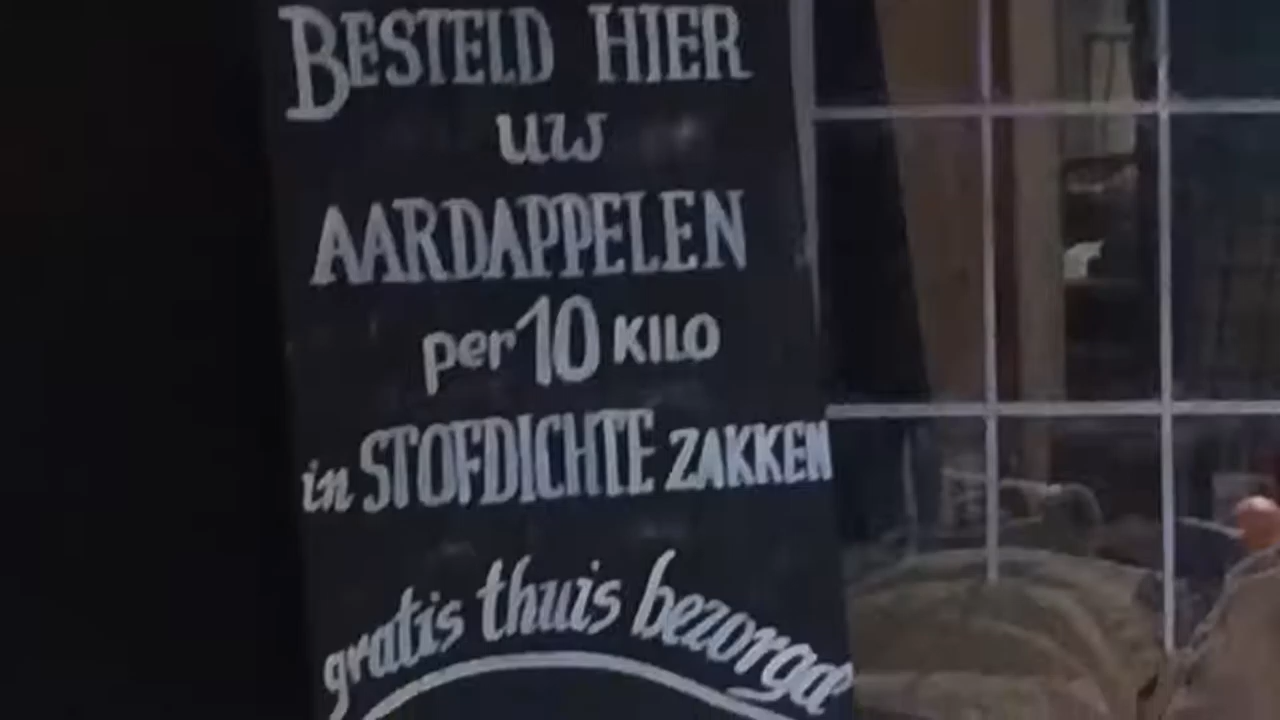 BESTELD HIER
uw
AARDAPPELEN
per 10 KILO
in STOFDICHTE ZAKKEN
gratis thuis bezorgd